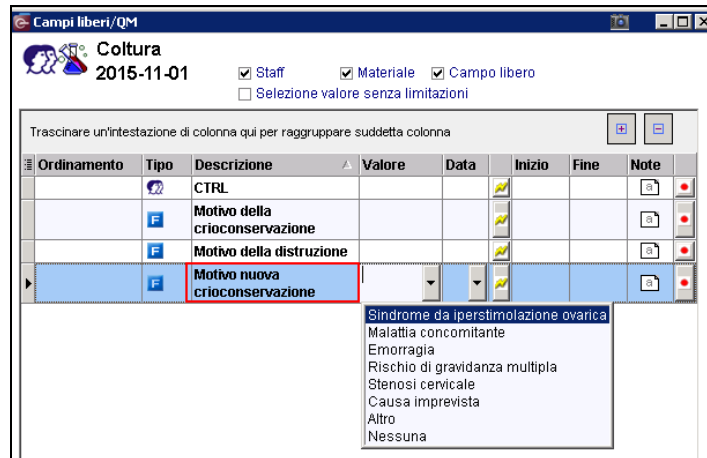 Campi liberi/QM
Coltura
2015-11-01
Staff Materiale Campo libero
Selezione valore senza limitazioni
Trascinare un'intestazione di colonna qui per raggruppare suddetta colonna
Ordinamento Tipo Descrizione Valore Data Inizio Fine Note
CTRL a
F Motivo della
crioconservazione a
F Motivo della distruzione a
F Motivo nuova
crioconservazione a
Sindrome da iperstimolazione ovarica
Malattia concomitante
Emorragia
Rischio di gravidanza multipla
Stenosi cervicale
Causa imprevista
Altro
Nessuna